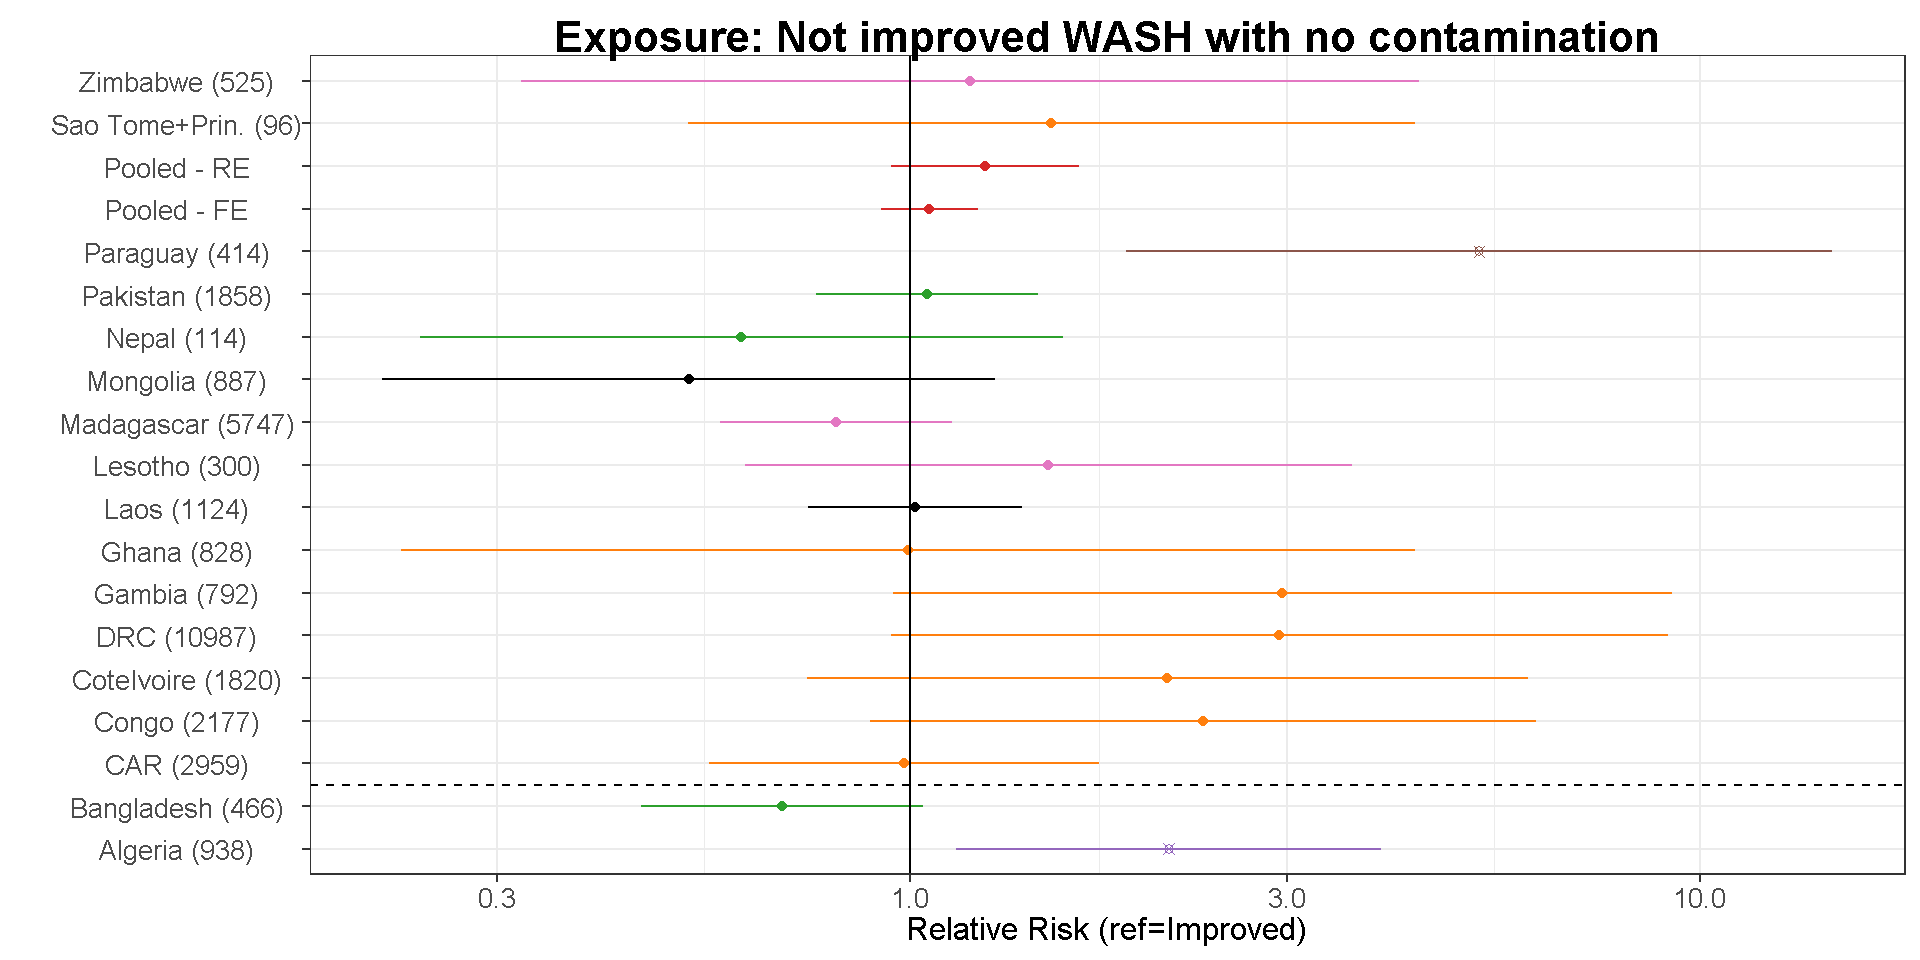 Exposure: Not improved WASH with no contamination
Zimbabwe (525)
Sao Tome+Prin. (96)
Pooled - RE
Pooled - FE
Paraguay (414)
Pakistan (1858)
Nepal (114)
Mongolia (887)
Madagascar (5747)
Lesotho (300)
Laos (1124)
Ghana (828)
Gambia (792)
DRC (10987)
CoteIvoire (1820)
Congo (2177)
CAR (2959)
Bangladesh (466)
Algeria (938)
0.3 1.0 3.0 10.0
Relative Risk (ref=Improved)